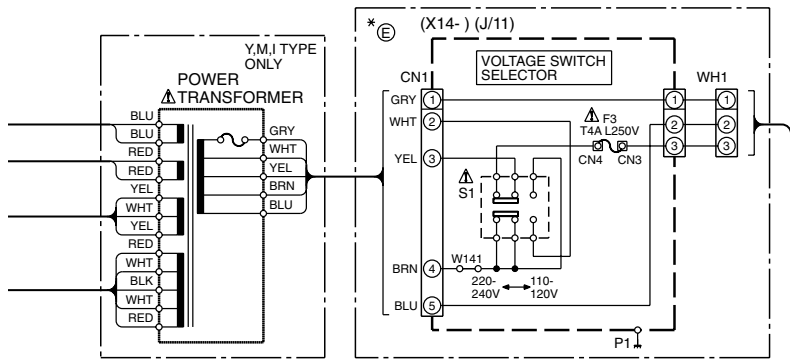 Y,M,I TYPE
ONLY
POWER
TRANSFORMER
BLU
BLU
RED
RED
YEL
WHT
YEL
RED
WHT
BLK
WHT
RED
GRY
WHT
YEL
BRN
BLU
* E (X14- ) (J/11)
VOLTAGE SWITCH
SELECTOR
CN1
GRY 1
WHT 2
YEL 3
BRN 4
BLU 5
S1
W141
220-
240V
110-
120V
F3
T4A L250V
CN4 CN3
WH1
1 1
2 2
3 3
P1